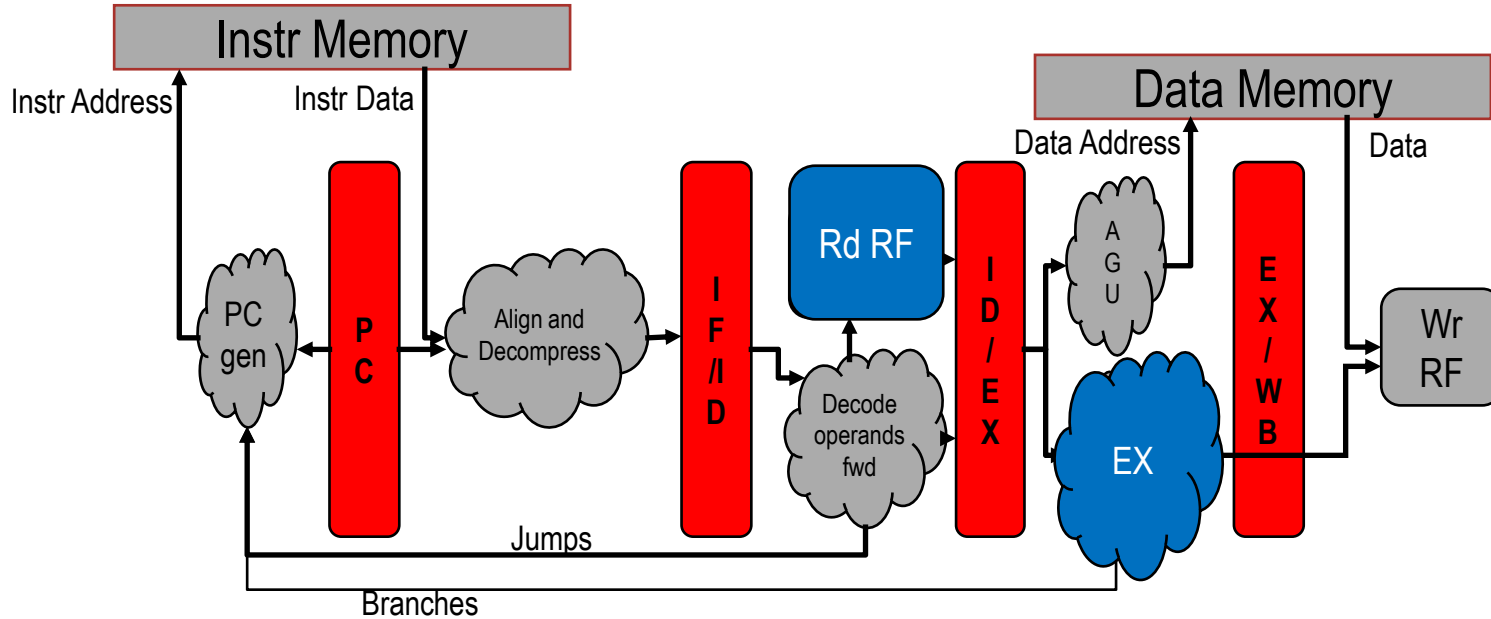 Instr Memory
Instr Address
Instr Data
Data Memory
Data Address
Data
PC
gen
P
C
Align and
Decompress
I
F
/I
D
Rd RF
Decode
operands
fwd
I
D
/
E
X
A
G
U
EX
E
X
/
W
B
Wr
RF
Jumps
Branches